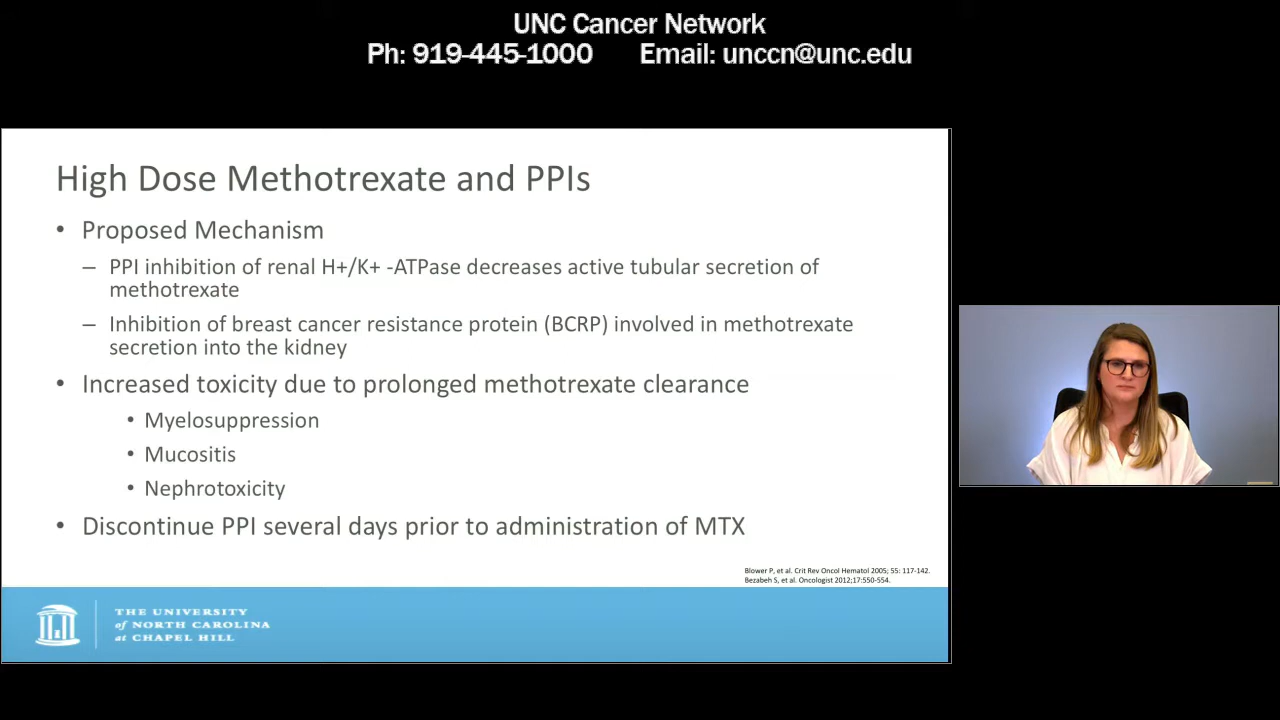 UNC Cancer Network
Ph: 919-445-1000 Email: unccn@unc.edu
High Dose Methotrexate and PPIs
• Proposed Mechanism
– PPI inhibition of renal H+/K+ -ATPase decreases active tubular secretion of
methotrexate
– Inhibition of breast cancer resistance protein (BCRP) involved in methotrexate
secretion into the kidney
• Increased toxicity due to prolonged methotrexate clearance
• Myelosuppression
• Mucositis
• Nephrotoxicity
• Discontinue PPI several days prior to administration of MTX
Blower P, et al. Crit Rev Oncol Hematol 2005; 55: 117-142.
Bezabeh S, et al. Oncologist 2012;17:550-554.
THE UNIVERSITY
of NORTH CAROLINA
at CHAPEL HILL